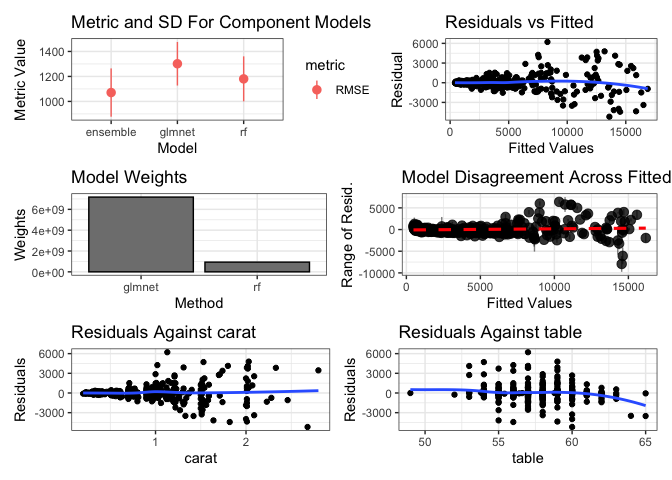 Metric and SD For Component Models
Metric Value
1400
1200
1000
ensemble glmnet rf
Model
metric
RMSE
Residuals vs Fitted
Residual
6000
3000
0
-3000
0 5000 10000 15000
Fitted Values
Model Weights
Weights
6e+09
4e+09
2e+09
0e+00
glmnet rf
Method
Model Disagreement Across Fitted
Range of Resid.
5000
0
-5000
-10000
0 5000 10000 15000
Fitted Values
Residuals Against carat
Residuals
6000
3000
0
-3000
1 2
carat
Residuals Against table
Residuals
6000
3000
0
-3000
50 55 60 65
table